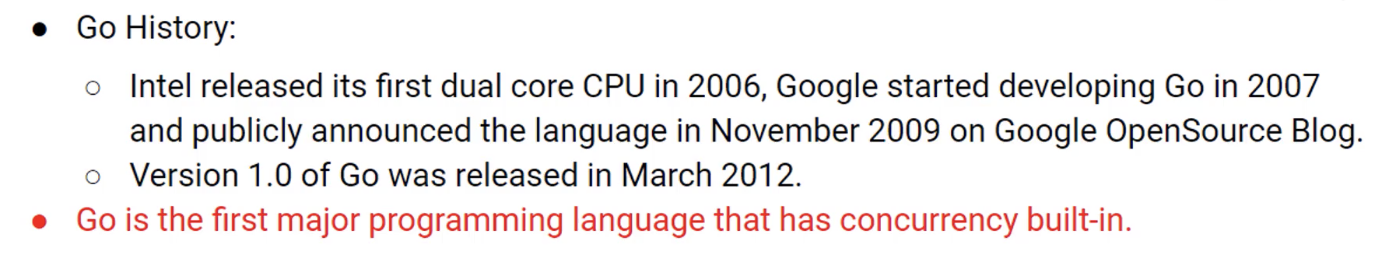 ● Go History:
○ Intel released its first dual core CPU in 2006, Google started developing Go in 2007
and publicly announced the language in November 2009 on Google OpenSource Blog.
○ Version 1.0 of Go was released in March 2012.
● Go is the first major programming language that has concurrency built-in.